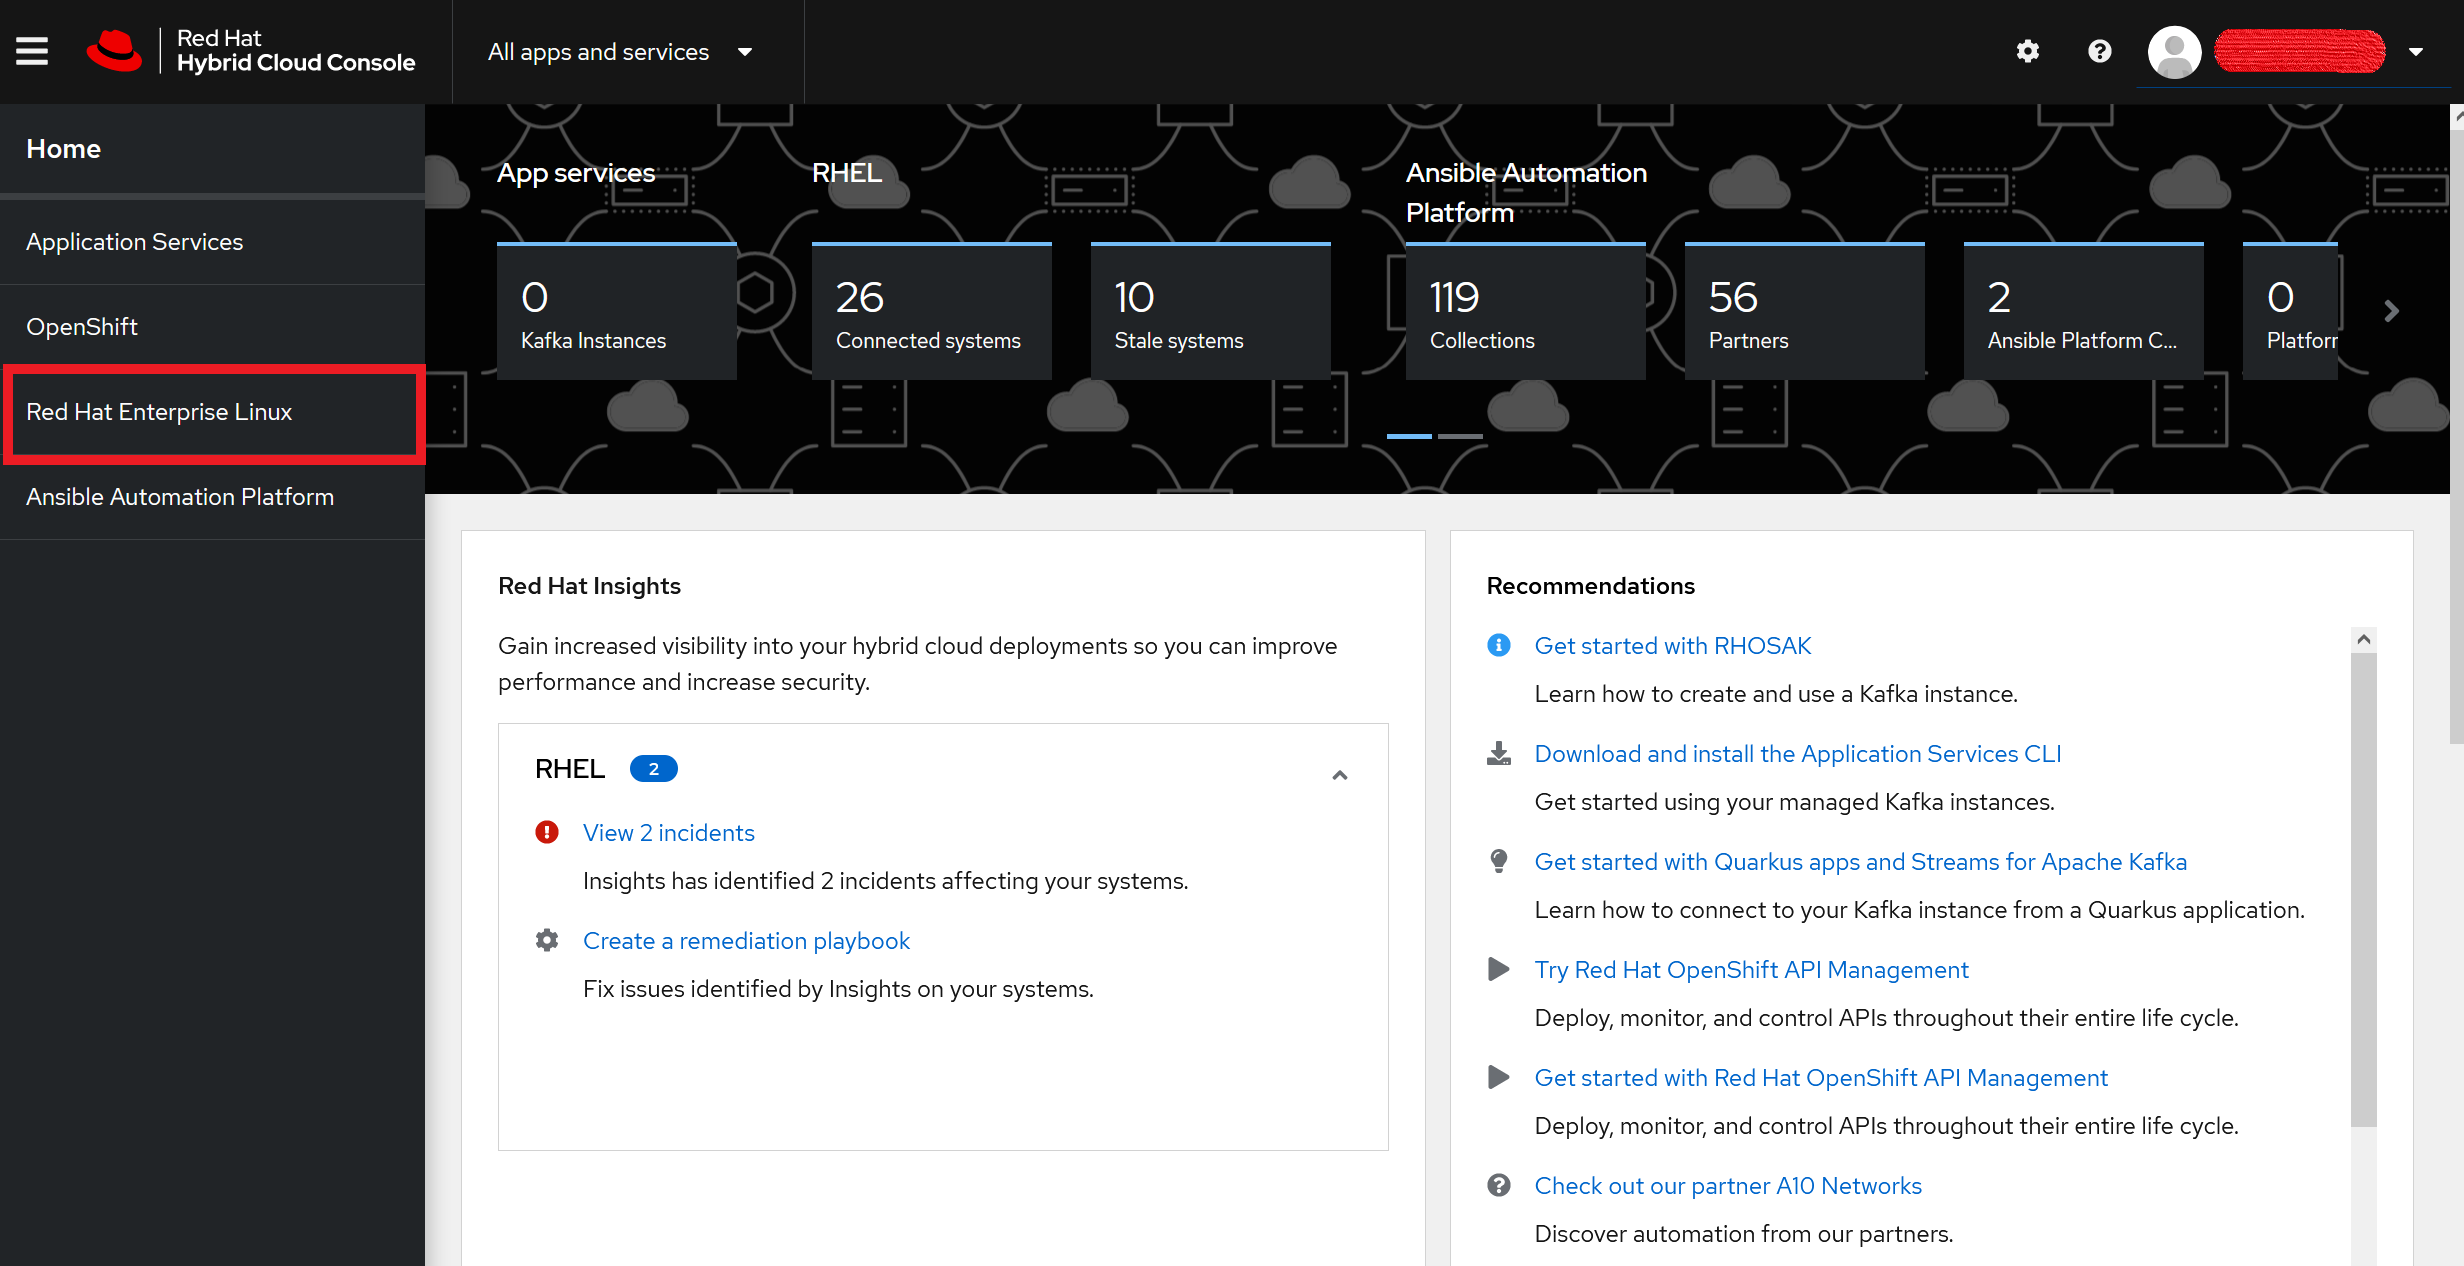 Red Hat
Hybrid Cloud Console
All apps and services
Home
Application Services
OpenShift
Red Hat Enterprise Linux
Ansible Automation Platform
App services
RHEL
Ansible Automation
Platform
0
Kafka Instances
26
Connected systems
10
Stale systems
119
Collections
56
Partners
2
Ansible Platform C...
0
Platfor
Red Hat Insights
Gain increased visibility into your hybrid cloud deployments so you can improve
performance and increase security.
RHEL 2
View 2 incidents
Insights has identified 2 incidents affecting your systems.
Create a remediation playbook
Fix issues identified by Insights on your systems.
Recommendations
Get started with RHOSAK
Learn how to create and use a Kafka instance.
Download and install the Application Services CLI
Get started using your managed Kafka instances.
Get started with Quarkus apps and Streams for Apache Kafka
Learn how to connect to your Kafka instance from a Quarkus application.
Try Red Hat OpenShift API Management
Deploy, monitor, and control APIs throughout their entire life cycle.
Get started with Red Hat OpenShift API Management
Deploy, monitor, and control APIs throughout their entire life cycle.
Check out our partner A10 Networks
Discover automation from our partners.